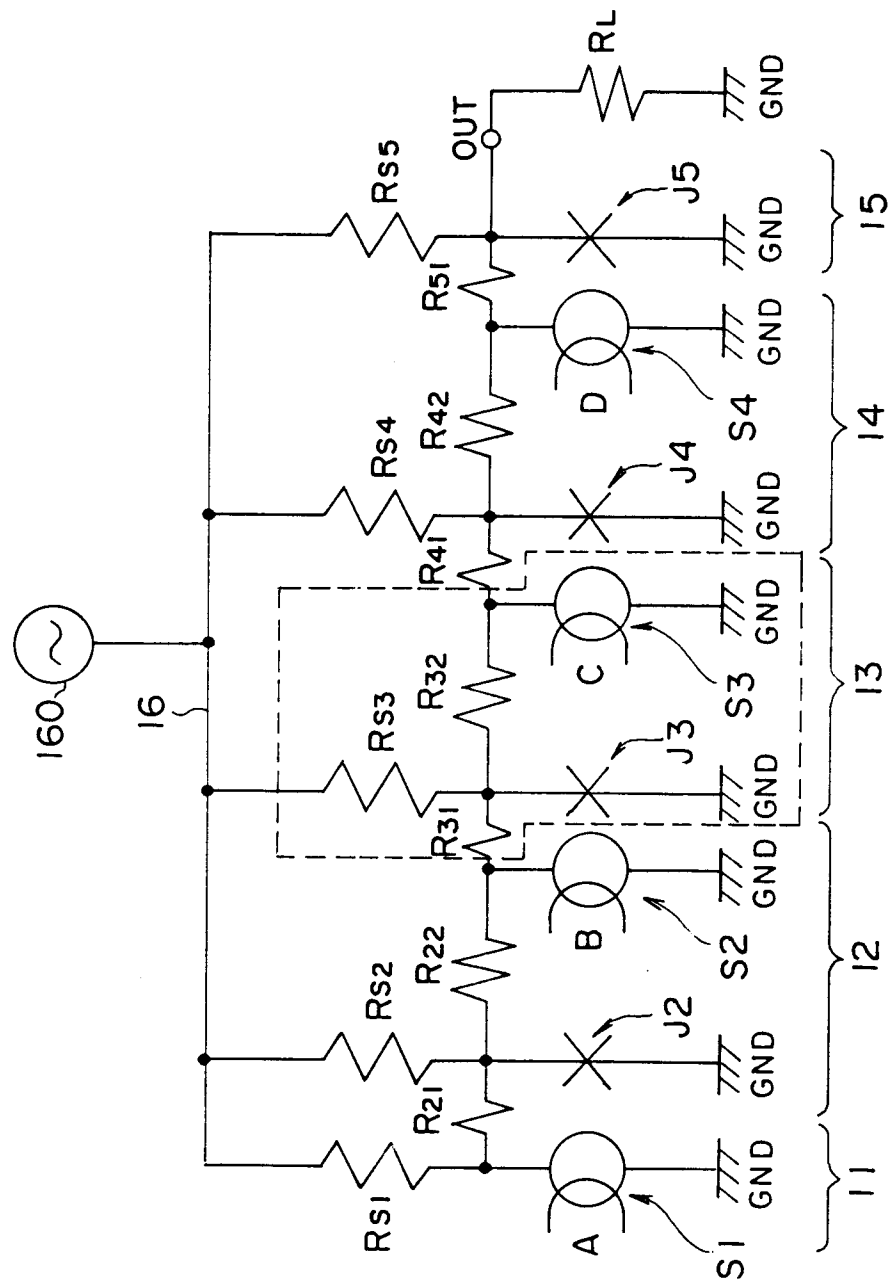 160
16
RS1
RS2
RS3
RS4
RS5
R21
R22
R31
R32
R41
R42
R51
OUT
RL
A
B
C
D
S1
J2
S2
J3
S3
J4
S4
J5
GND
GND
GND
GND
GND
GND
GND
GND
GND
11
12
13
14
15